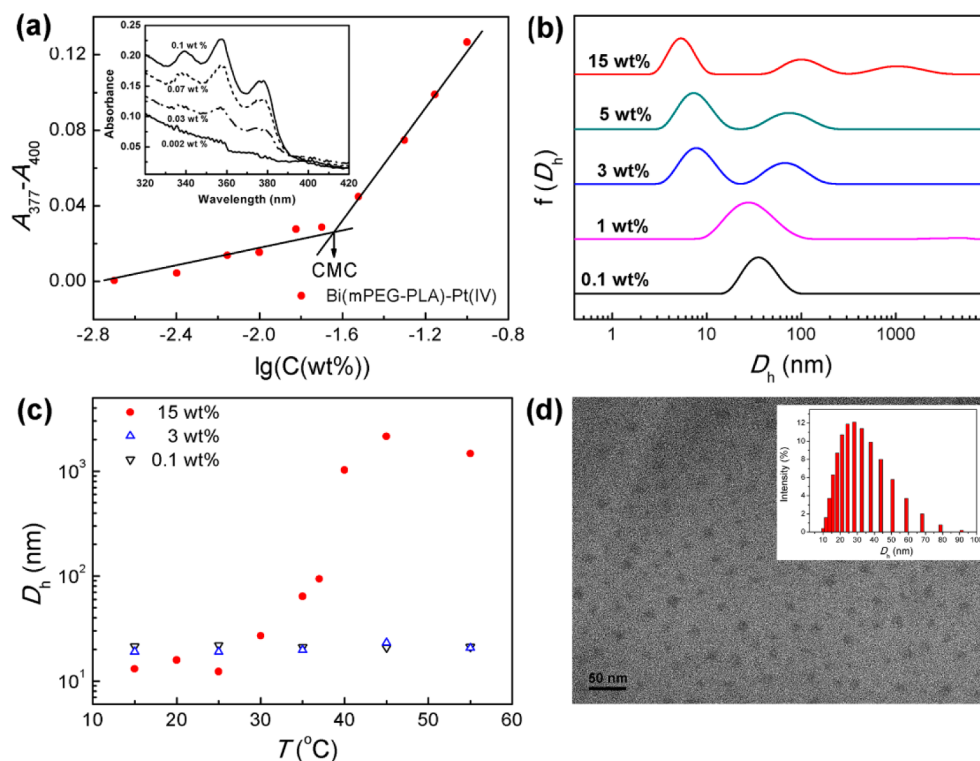 (a)
0.12
0.08
0.04
0.00
A377-A400
-2.8
-2.4
-2.0
-1.6
-1.2
-0.8
lg(C(wt%))
CMC
Bi(mPEG-PLA)-Pt(IV)
0.25
0.20
0.15
0.10
0.05
Absorbance
0.1 wt %
0.07 wt %
0.03 wt %
0.002 wt %
320
340
360
380
400
420
Wavelength (nm)
(b)
f (Dh)
15 wt%
5 wt%
3 wt%
1 wt%
0.1 wt%
1
10
100
1000
Dh (nm)
(c)
15 wt%
3 wt%
0.1 wt%
10^3
10^2
10^1
Dh (nm)
10
20
30
40
50
60
T (°C)
(d)
50 nm
Intensity (%)
12
10
8
6
4
2
0
0 10 20 30 40 50 60 70 80 90 100
Dh (nm)